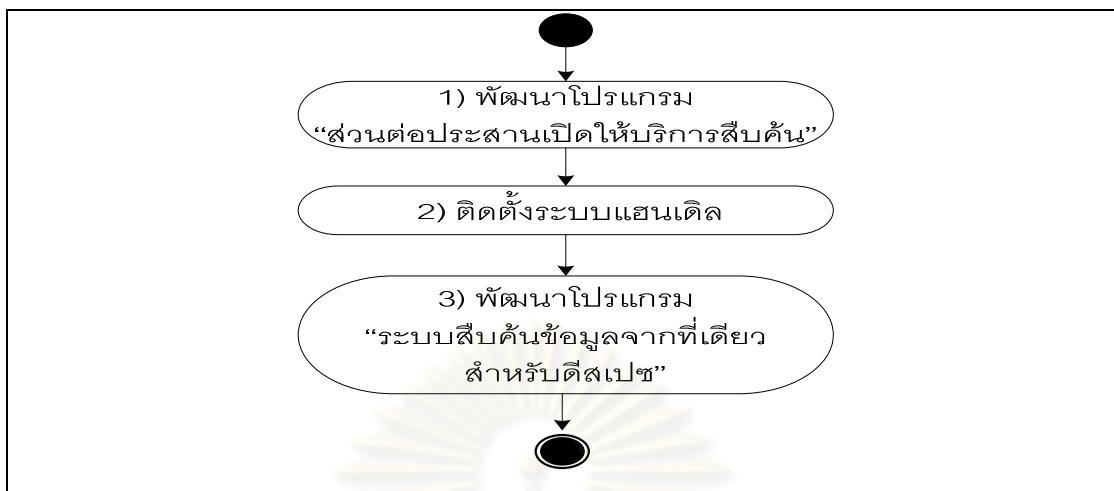 1) พัฒนาโปรแกรม
“ส่วนต่อประสานเปิดให้บริการสืบค้น”
2) ติดตั้งระบบแฮนเดิล
3) พัฒนาโปรแกรม
“ระบบสืบค้นข้อมูลจากที่เดียว
สำหรับดีสเปซ”